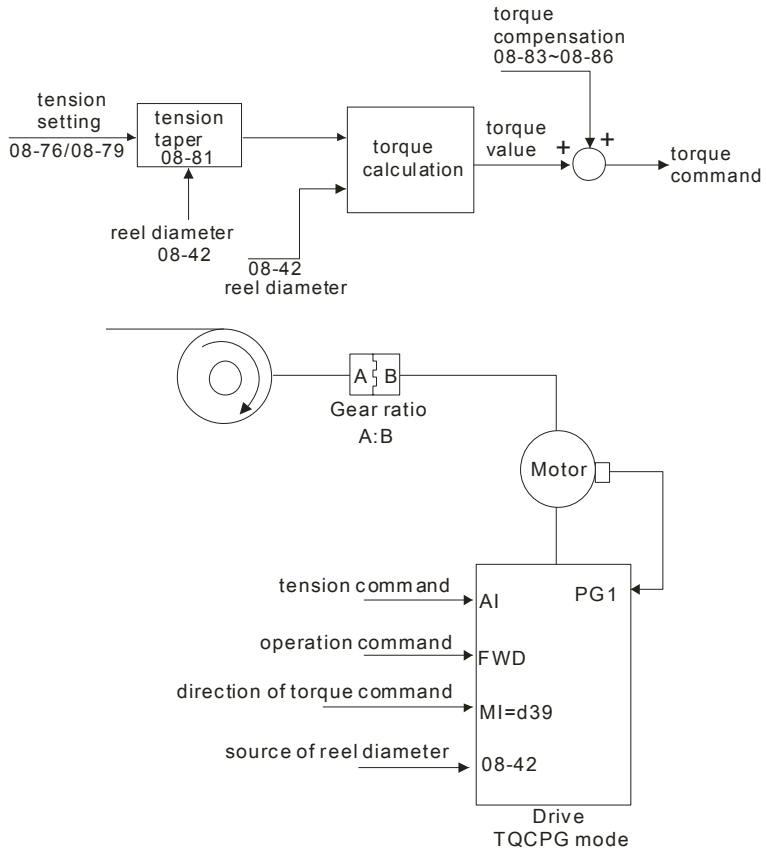 torque
compensation
08-83~08-86
tension
setting
08-76/08-79
tension
taper
08-81
torque
calculation
torque
value
+
+
torque
command
reel diameter
08-42
08-42
reel diameter
A
B
Gear ratio
A:B
Motor
tension command
AI
PG1
operation command
FWD
direction of torque command
MI=d39
source of reel diameter
08-42
Drive
TQCPG mode